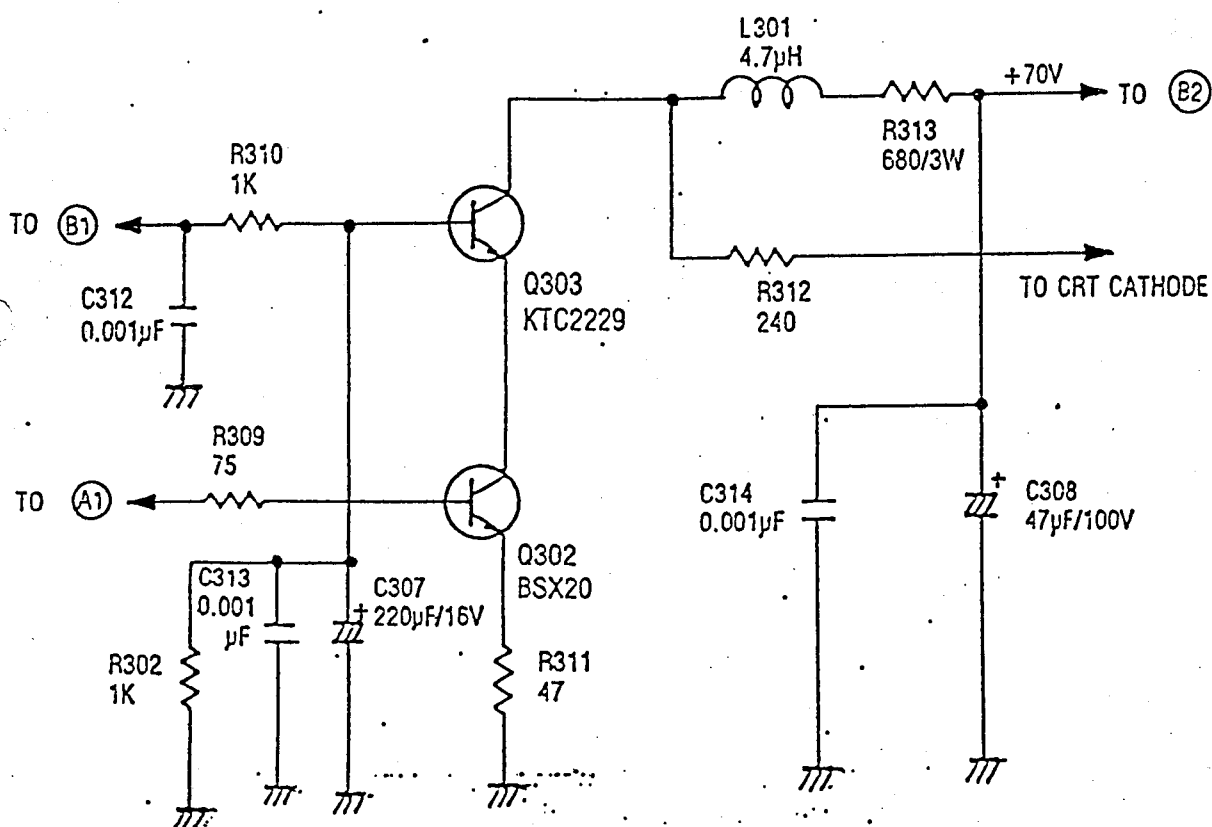 L301
4.7µH
+70V
TO B2
R313
680/3W
R310
1K
TO B1
C312
0.001µF
Q303
KTC2229
R312
240
TO CRT CATHODE
R309
75
TO A1
C314
0.001µF
+
C308
47µF/100V
Q302
BSX20
C313
0.001
µF
C307
+
220µF/16V
R302
1K
R311
47